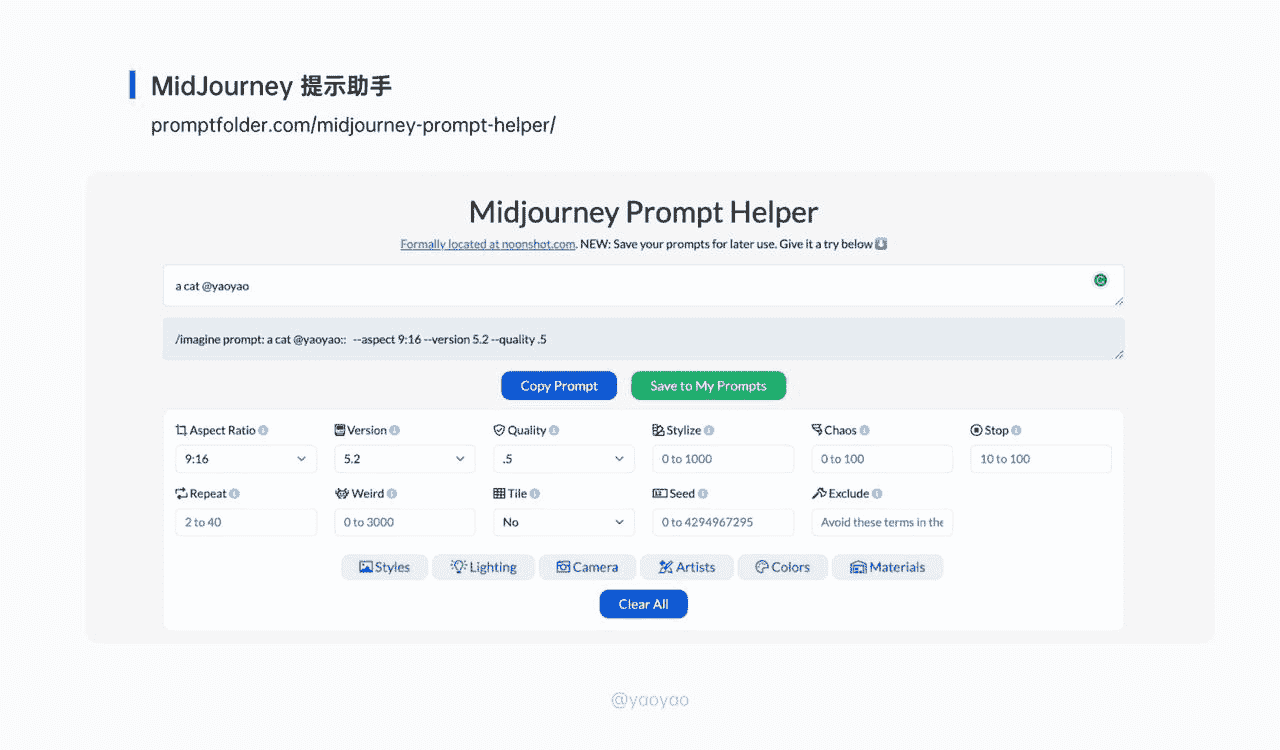 MidJourney 提示助手
promptfolder.com/midjourney-prompt-helper/
Midjourney Prompt Helper
Formally located at noonshot.com. NEW: Save your prompts for later use. Give it a try below
a cat @yaoyao
/imagine prompt: a cat @yaoyao:: --aspect 9:16 --version 5.2 --quality .5
Copy Prompt Save to My Prompts
Aspect Ratio Version Quality Stylize Chaos Stop
9:16 5.2 .5 0 to 1000 0 to 100 10 to 100
Repeat Weird Tile Seed Exclude
2 to 40 0 to 3000 No 0 to 4294967295 Avoid these terms in the
Styles Lighting Camera Artists Colors Materials
Clear All
@yaoyao